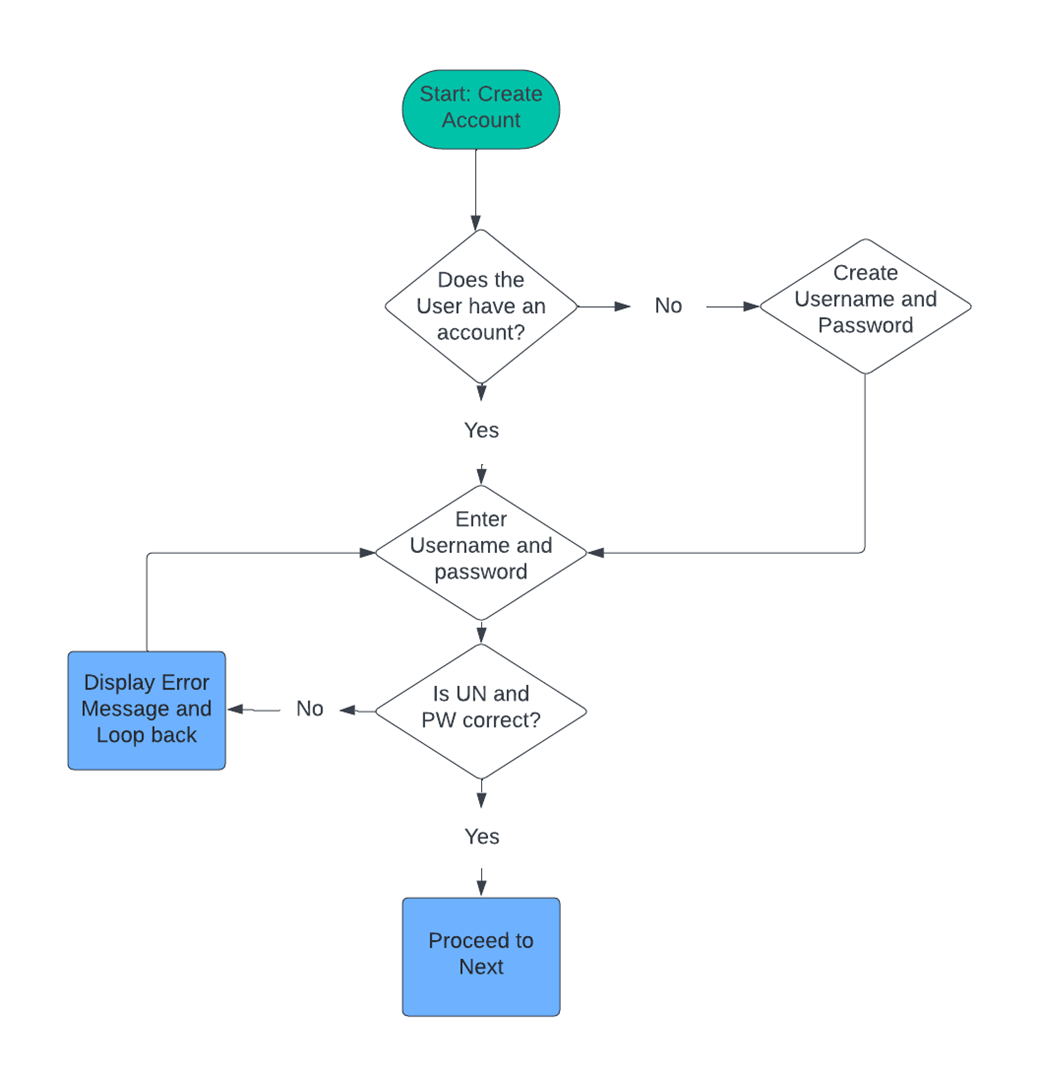 Start: Create
Account
Does the
User have an
account?
No
Create
Username and
Password
Yes
Enter
Username and
password
Is UN and
PW correct?
No
Display Error
Message and
Loop back
Yes
Proceed to
Next